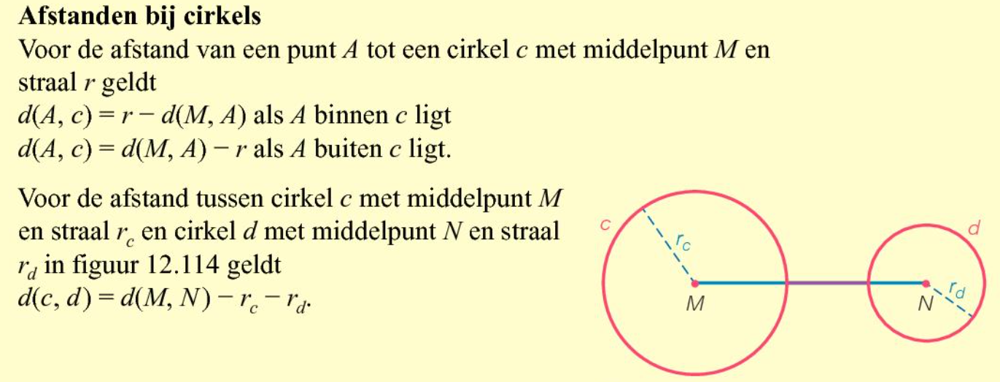 Afstanden bij cirkels
Voor de afstand van een punt A tot een cirkel c met middelpunt M en
straal r geldt
d(A, c) = r − d(M, A) als A binnen c ligt
d(A, c) = d(M, A) − r als A buiten c ligt.
Voor de afstand tussen cirkel c met middelpunt M
en straal r_c en cirkel d met middelpunt N en straal
r_d in figuur 12.114 geldt
d(c, d) = d(M, N) − r_c − r_d.
c
r_c
M
d
r_d
N